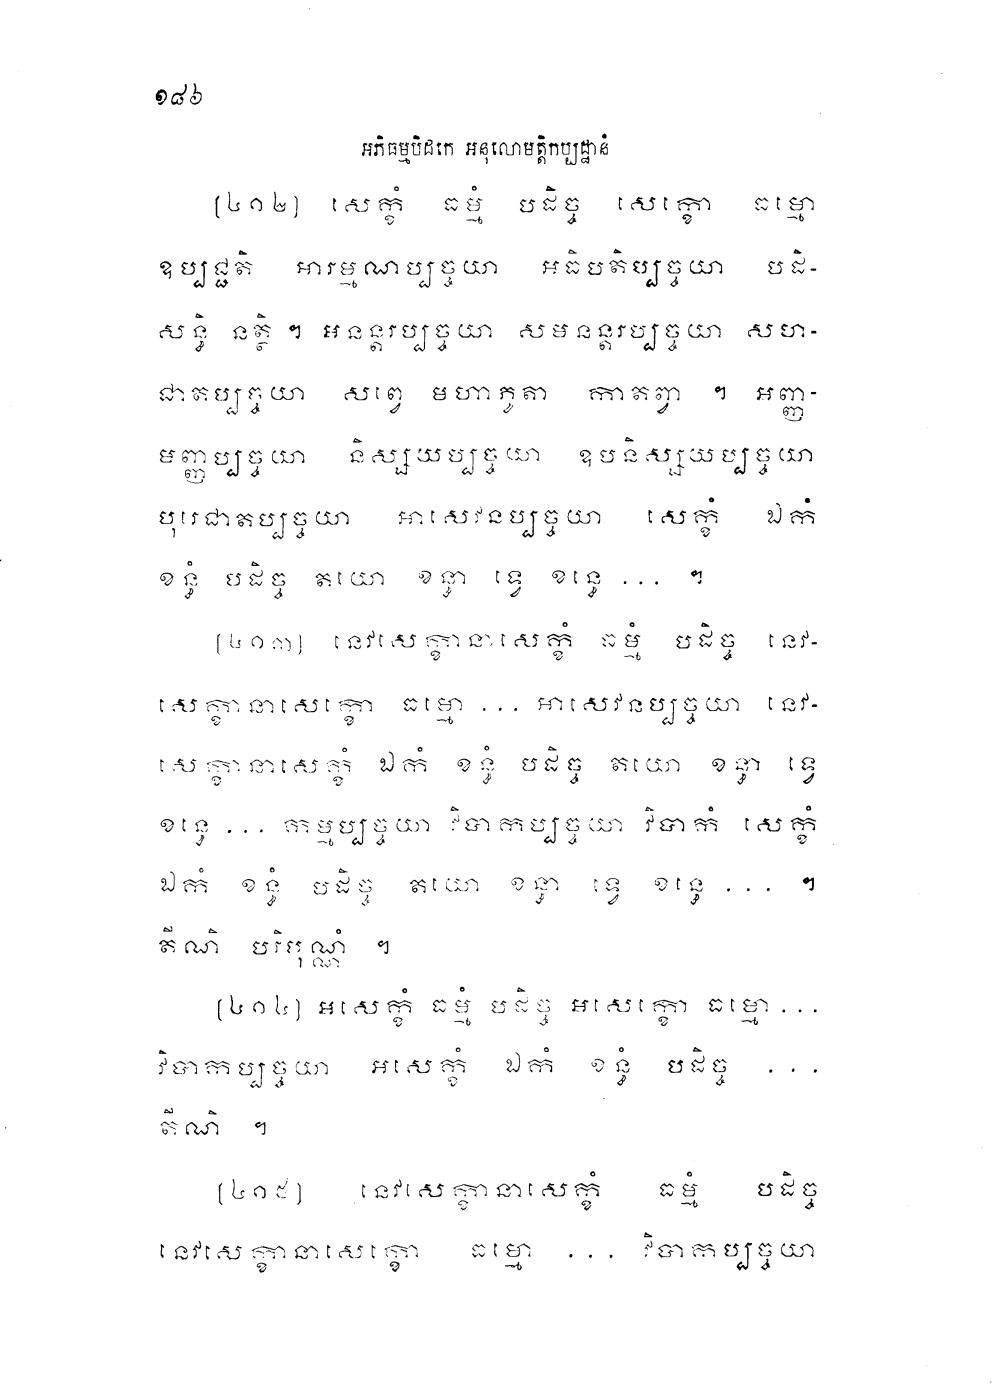 ១៨៦
អភិធម្មបិដកេ អនុលោមត្តិកប្បដ្ឋានំ
[៤១២] សេក្ខំ ធម្មំ បដិច្ច សេក្ខោ ធម្មោ
ឧប្បជ្ជតិ អារម្មណប្បច្ចយា អធិបតិប្បច្ចយា បដិ-
សន្ធិ នត្ថិ ។ អនន្តរប្បច្ចយា សមនន្តរប្បច្ចយា សហ-
ជាតប្បច្ចយា សព្វេ មហាភូតា កាតព្វា ។ អញ្ញ-
មញ្ញប្បច្ចយា និស្សយប្បច្ចយា ឧបនិស្សយប្បច្ចយា
បុរេជាតប្បច្ចយា អាសេវនប្បច្ចយា សេក្ខំ ឯកំ
ខន្ធំ បដិច្ច តយោ ខន្ធា ទ្វេ ខន្ធេ ... ។
[៤១៣] នេវសេក្ខានាសេក្ខំ ធម្មំ បដិច្ច នេវ-
សេក្ខានាសេក្ខោ ធម្មោ ... អាសេវនប្បច្ចយា នេវ-
សេក្ខានាសេក្ខំ ឯកំ ខន្ធំ បដិច្ច តយោ ខន្ធា ទ្វេ
ខន្ធេ ... កម្មប្បច្ចយា វិបាកប្បច្ចយា វិបាកំ សេក្ខំ
ឯកំ ខន្ធំ បដិច្ច តយោ ខន្ធា ទ្វេ ខន្ធេ ... ។
តីណិ បរិបុណ្ណំ ។
[៤១៤] អសេក្ខំ ធម្មំ បដិច្ច អសេក្ខោ ធម្មោ ...
វិបាកប្បច្ចយា អសេក្ខំ ឯកំ ខន្ធំ បដិច្ច ...
តីណិ ។
[៤១៥] នេវសេក្ខានាសេក្ខំ ធម្មំ បដិច្ច
នេវសេក្ខានាសេក្ខោ ធម្មោ ... វិបាកប្បច្ចយា